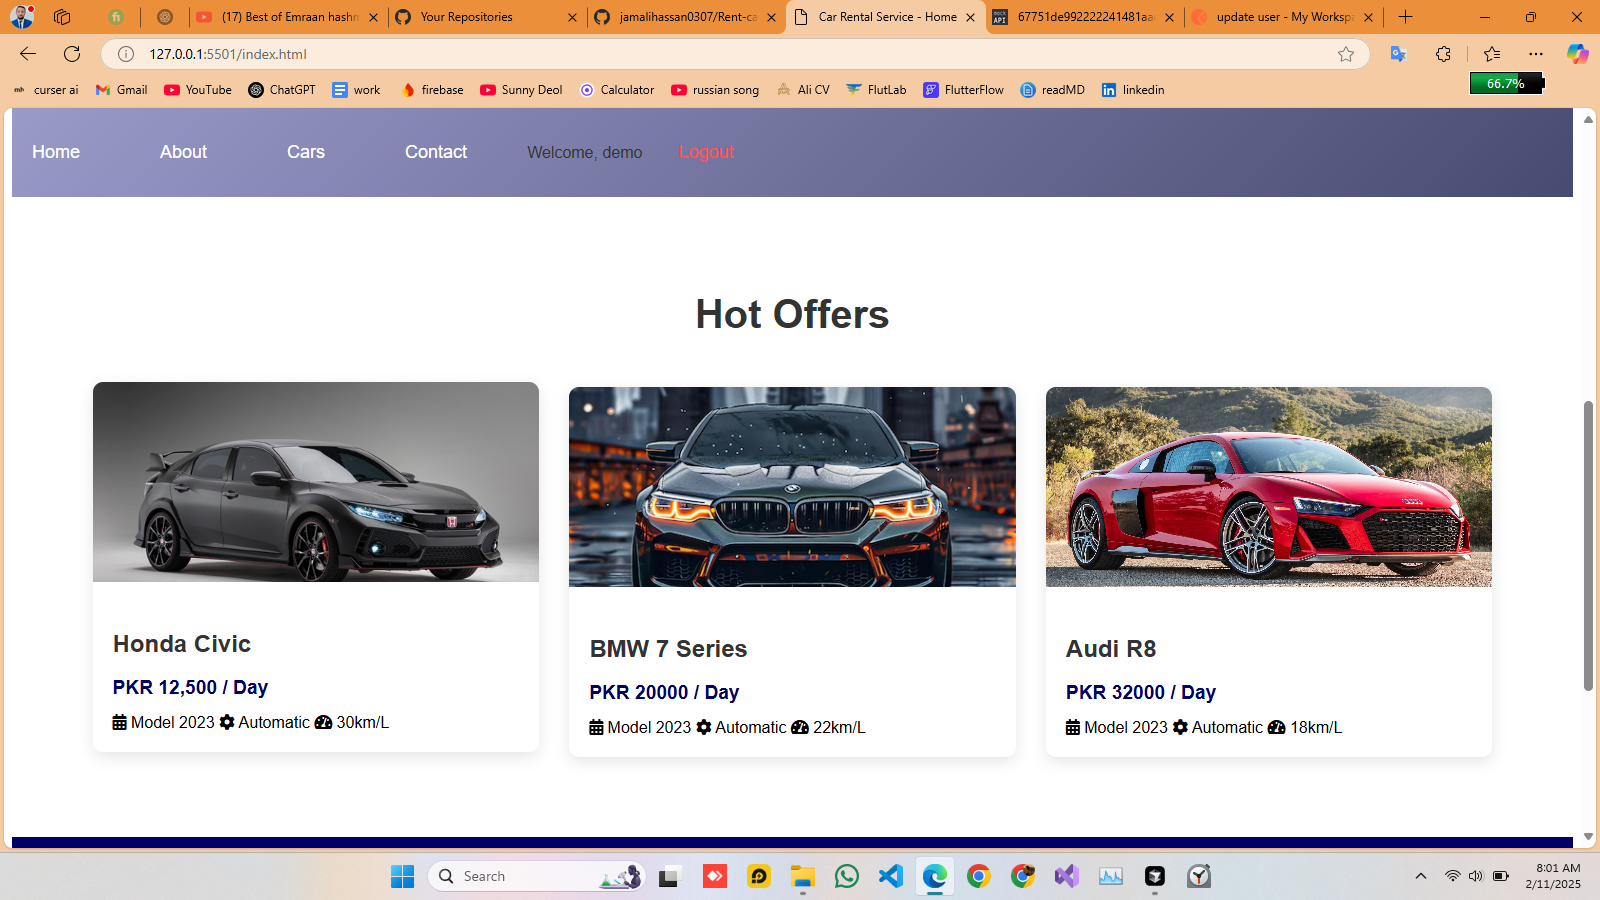 (17) Best of Emraan hashm
Your Repositories
jamalihassan0307/Rent-ca
Car Rental Service - Home
mock API
67751de992222241481aa
update user - My Workspa
127.0.0.1:5501/index.html
curser ai
Gmail
YouTube
ChatGPT
work
firebase
Sunny Deol
Calculator
russian song
Ali CV
FlutLab
FlutterFlow
readMD
linkedin
66.7%
Home
About
Cars
Contact
Welcome, demo
Logout
Hot Offers
Honda Civic
PKR 12,500 / Day
Model 2023 Automatic 30km/L
BMW 7 Series
PKR 20000 / Day
Model 2023 Automatic 22km/L
Audi R8
PKR 32000 / Day
Model 2023 Automatic 18km/L
Search
8:01 AM
2/11/2025